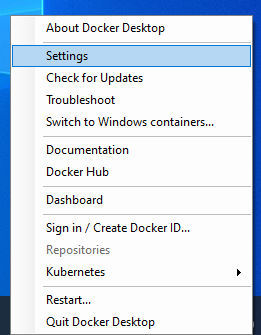 About Docker Desktop
Settings
Check for Updates
Troubleshoot
Switch to Windows containers...
Documentation
Docker Hub
Dashboard
Sign in / Create Docker ID...
Repositories
Kubernetes
Restart...
Quit Docker Desktop